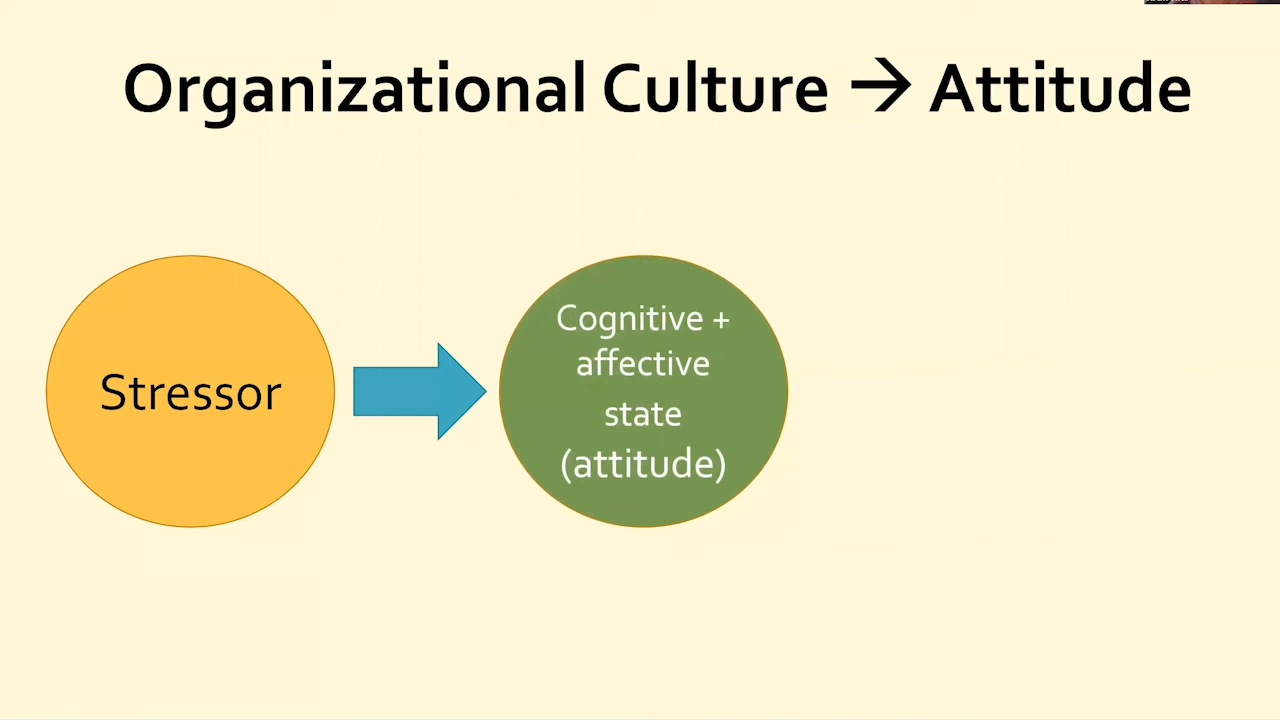 Organizational Culture → Attitude
Stressor
Cognitive +
affective
state
(attitude)